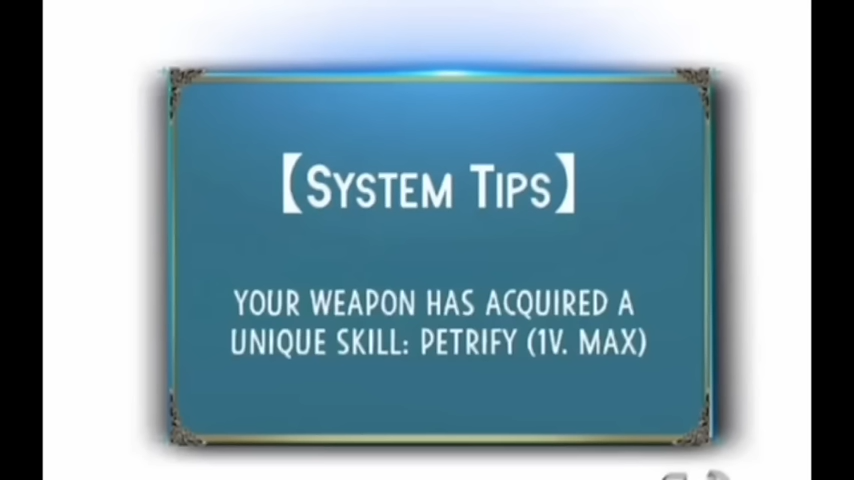 【SYSTEM TIPS】
YOUR WEAPON HAS ACQUIRED A
UNIQUE SKILL: PETRIFY (1V. MAX)